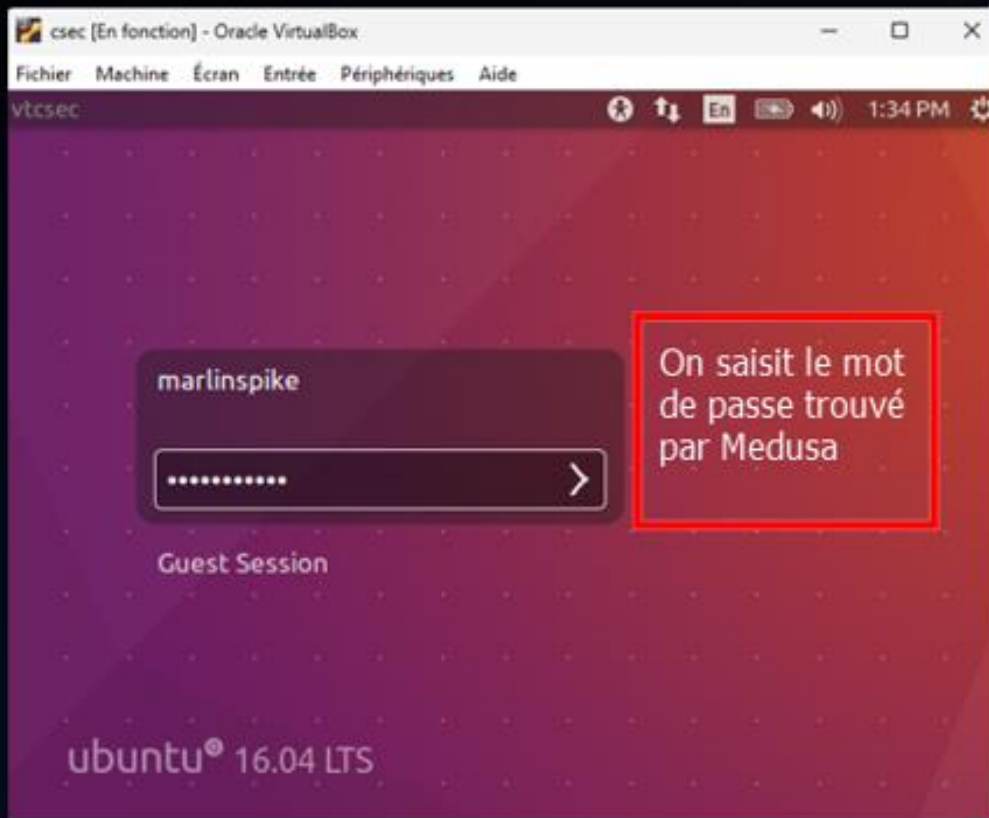 csec [En fonction] - Oracle VirtualBox
Fichier Machine Écran Entrée Périphériques Aide
vtcsec En 1:34 PM
marlinspike
On saisit le mot
de passe trouvé
par Medusa
Guest Session
ubuntu® 16.04 LTS